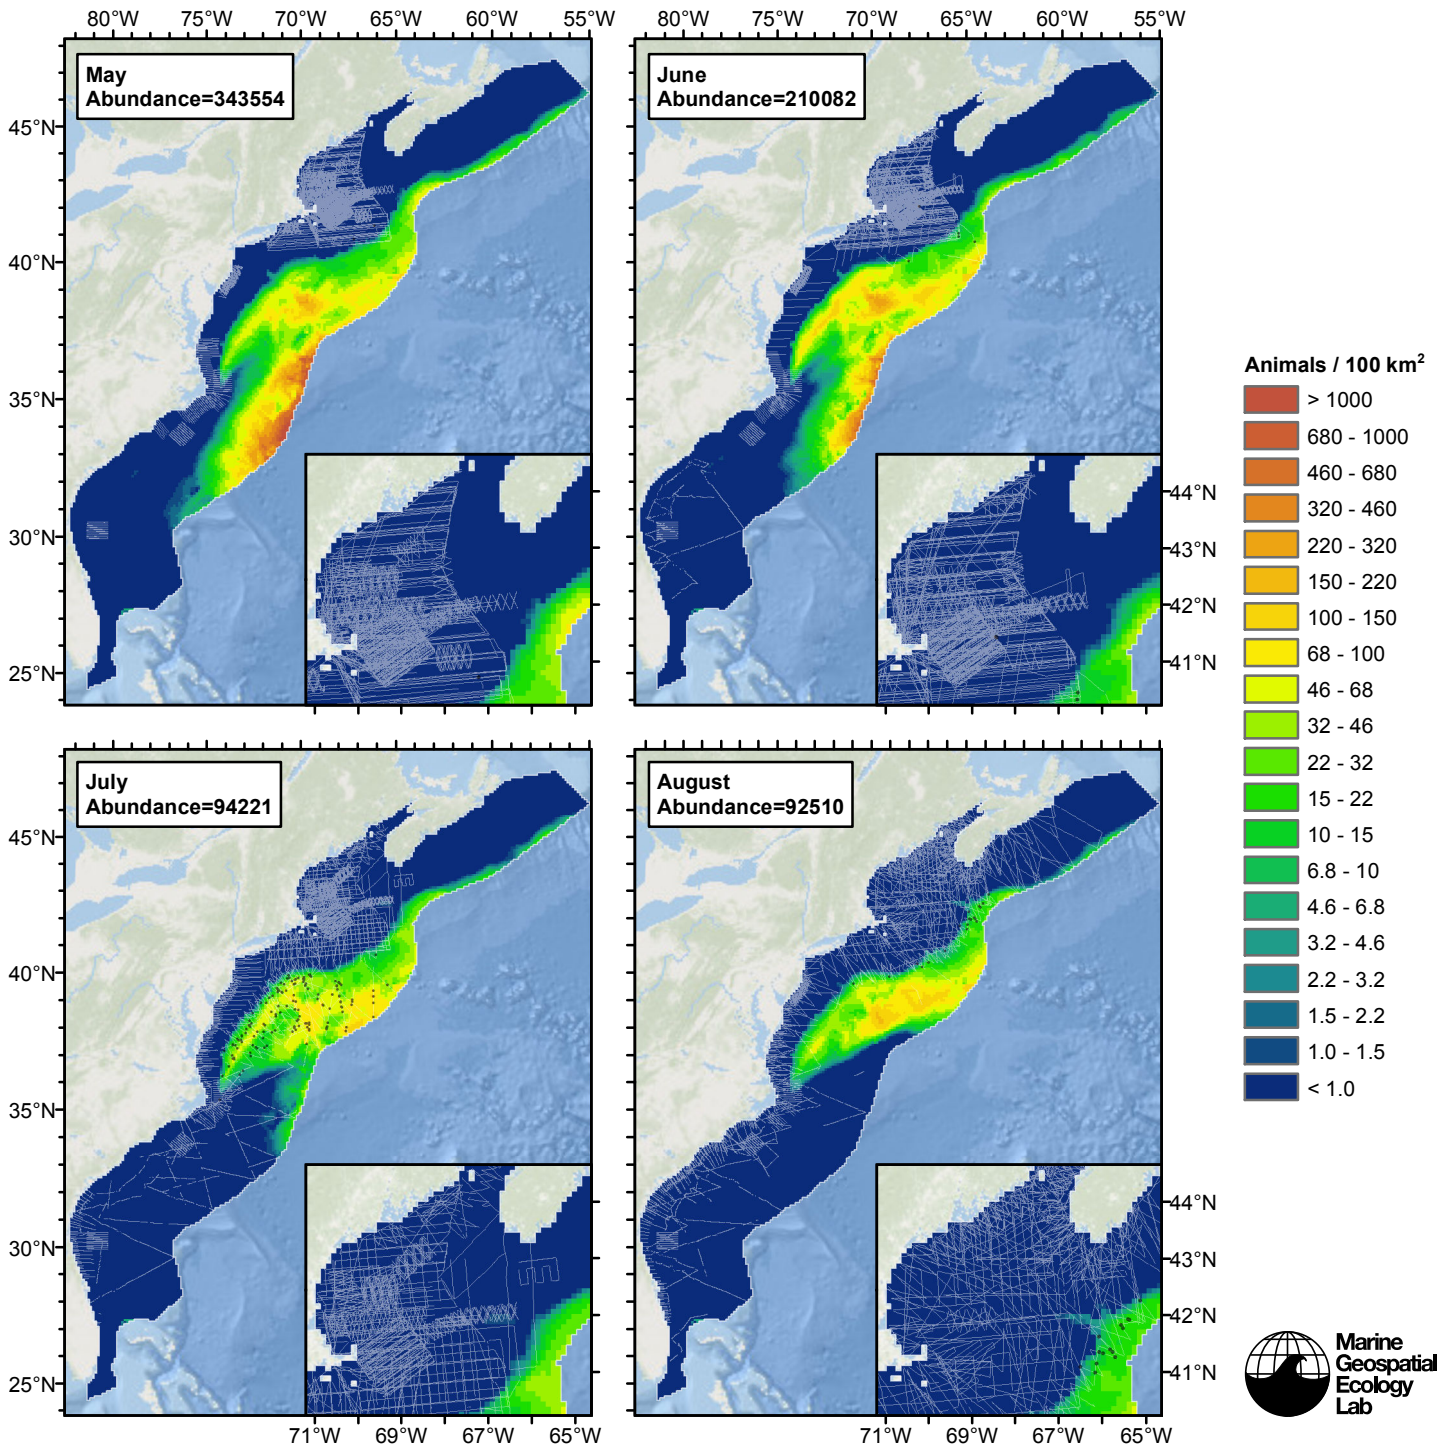 80°W 75°W 70°W 65°W 60°W 55°W 80°W 75°W 70°W 65°W 60°W 55°W
May
Abundance=343554
June
Abundance=210082
45°N
40°N
35°N
30°N
25°N
44°N
43°N
42°N
41°N
Animals / 100 km²
> 1000
680 - 1000
460 - 680
320 - 460
220 - 320
150 - 220
100 - 150
68 - 100
46 - 68
32 - 46
22 - 32
15 - 22
10 - 15
6.8 - 10
4.6 - 6.8
3.2 - 4.6
2.2 - 3.2
1.5 - 2.2
1.0 - 1.5
< 1.0
July
Abundance=94221
August
Abundance=92510
45°N
40°N
35°N
30°N
25°N
44°N
43°N
42°N
41°N
71°W 69°W 67°W 65°W 71°W 69°W 67°W 65°W
Marine
Geospatial
Ecology
Lab